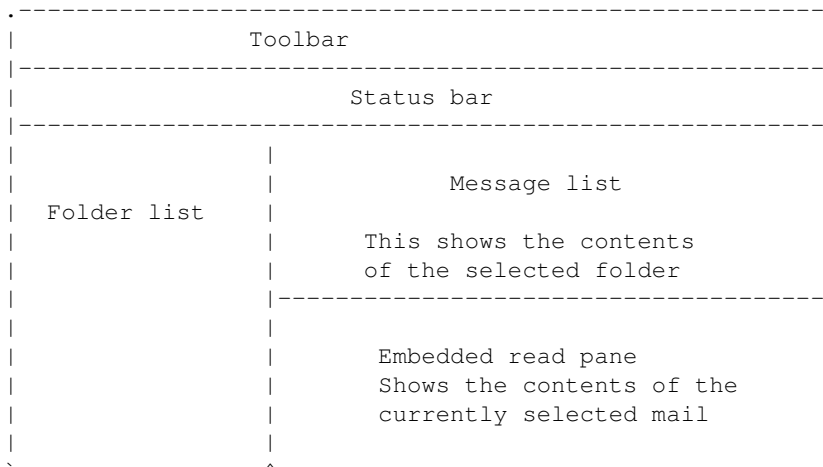 Toolbar
Status bar
Message list
Folder list
This shows the contents
of the selected folder
Embedded read pane
Shows the contents of the
currently selected mail